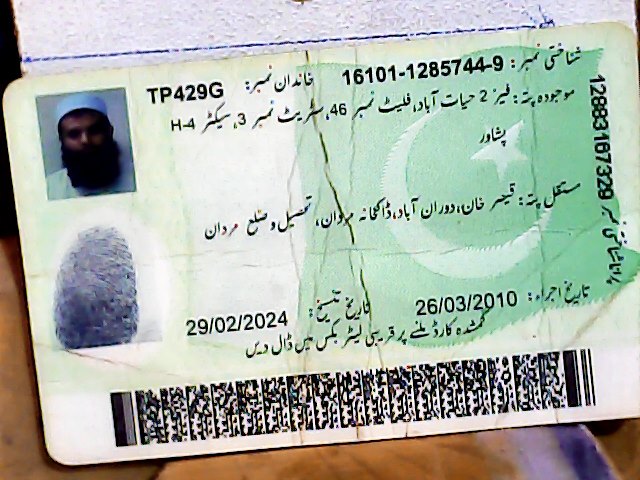 شناختی نمبر: 16101-1285744-9 خاندان نمبر: TP429G
موجودہ پتہ: فیز 2 حیات آباد، فلیٹ نمبر 46، سٹریٹ نمبر 3، سیکٹر H-4
پشاور
مستقل پتہ: قیصر خان، دوران آباد، ڈاکخانہ مردان، تحصیل و ضلع مردان
تاریخ اجراء: 26/03/2010 تاریخ تنسیخ: 29/02/2024
گمشدہ کارڈ ملنے پر قریبی لیٹر بکس میں ڈال دیں
12883167329